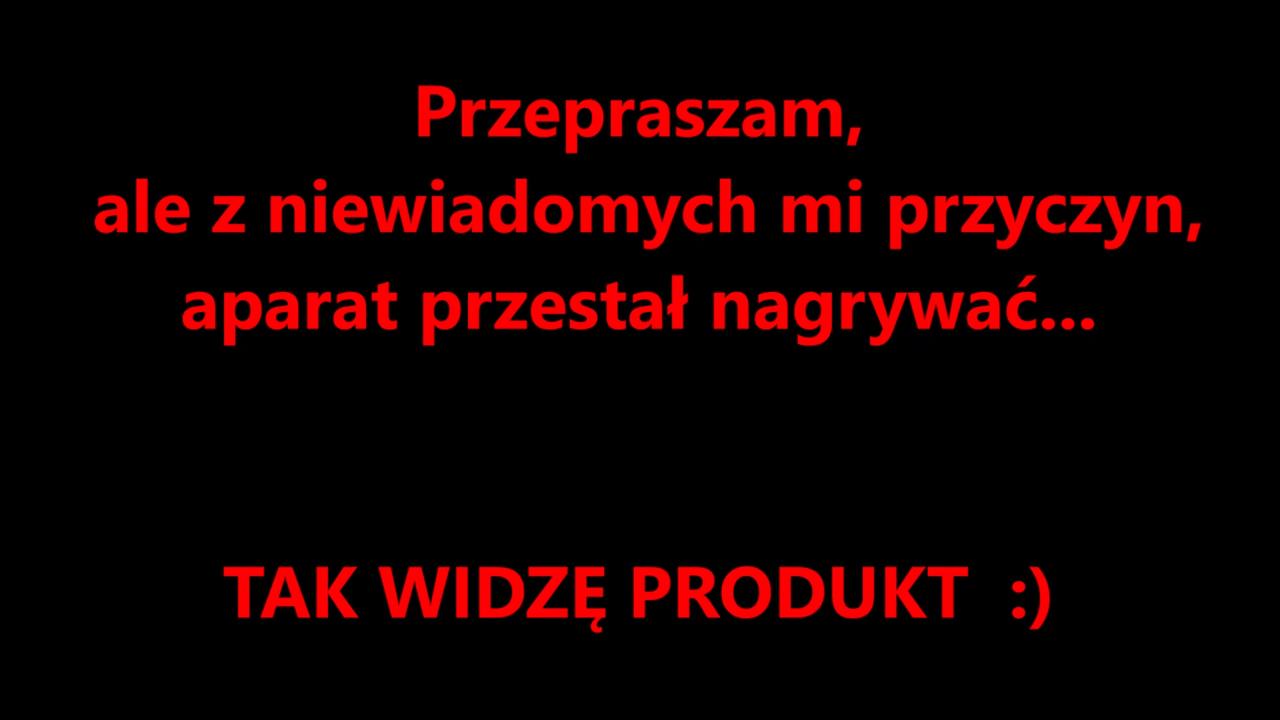 Przepraszam,
ale z niewiadomych mi przyczyn,
aparat przestał nagrywać...
TAK WIDZĘ PRODUKT :)